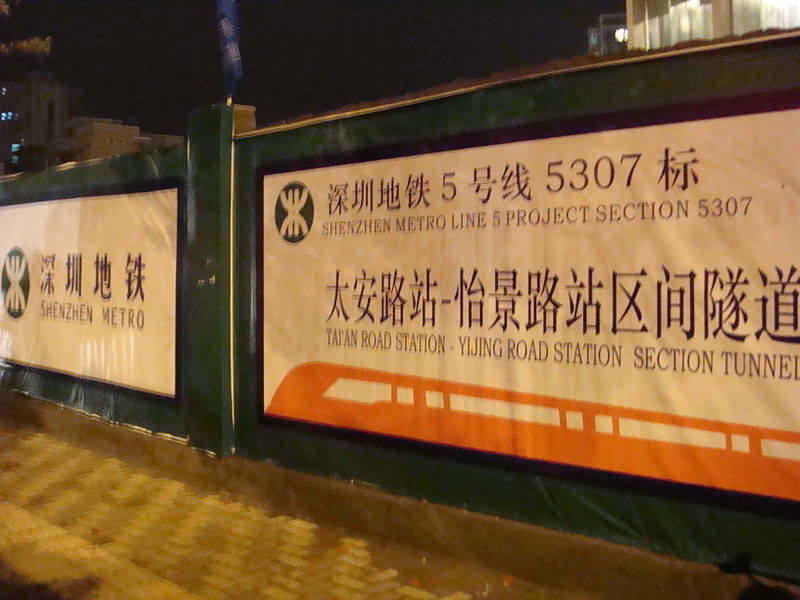 深圳地铁
SHENZHEN METRO
深圳地铁 5 号线 5307 标
SHENZHEN METRO LINE 5 PROJECT SECTION 5307
太安路站-怡景路站区间隧道
TAI'AN ROAD STATION - YIJING ROAD STATION SECTION TUNNEL